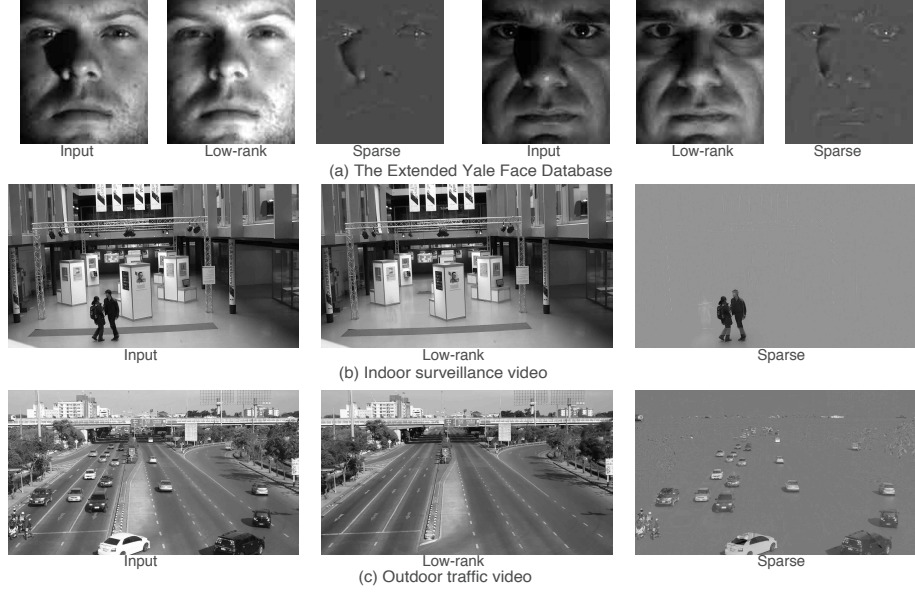 Input Low-rank Sparse Input Low-rank Sparse
(a) The Extended Yale Face Database
Input Low-rank Sparse
(b) Indoor surveillance video
Input Low-rank Sparse
(c) Outdoor traffic video